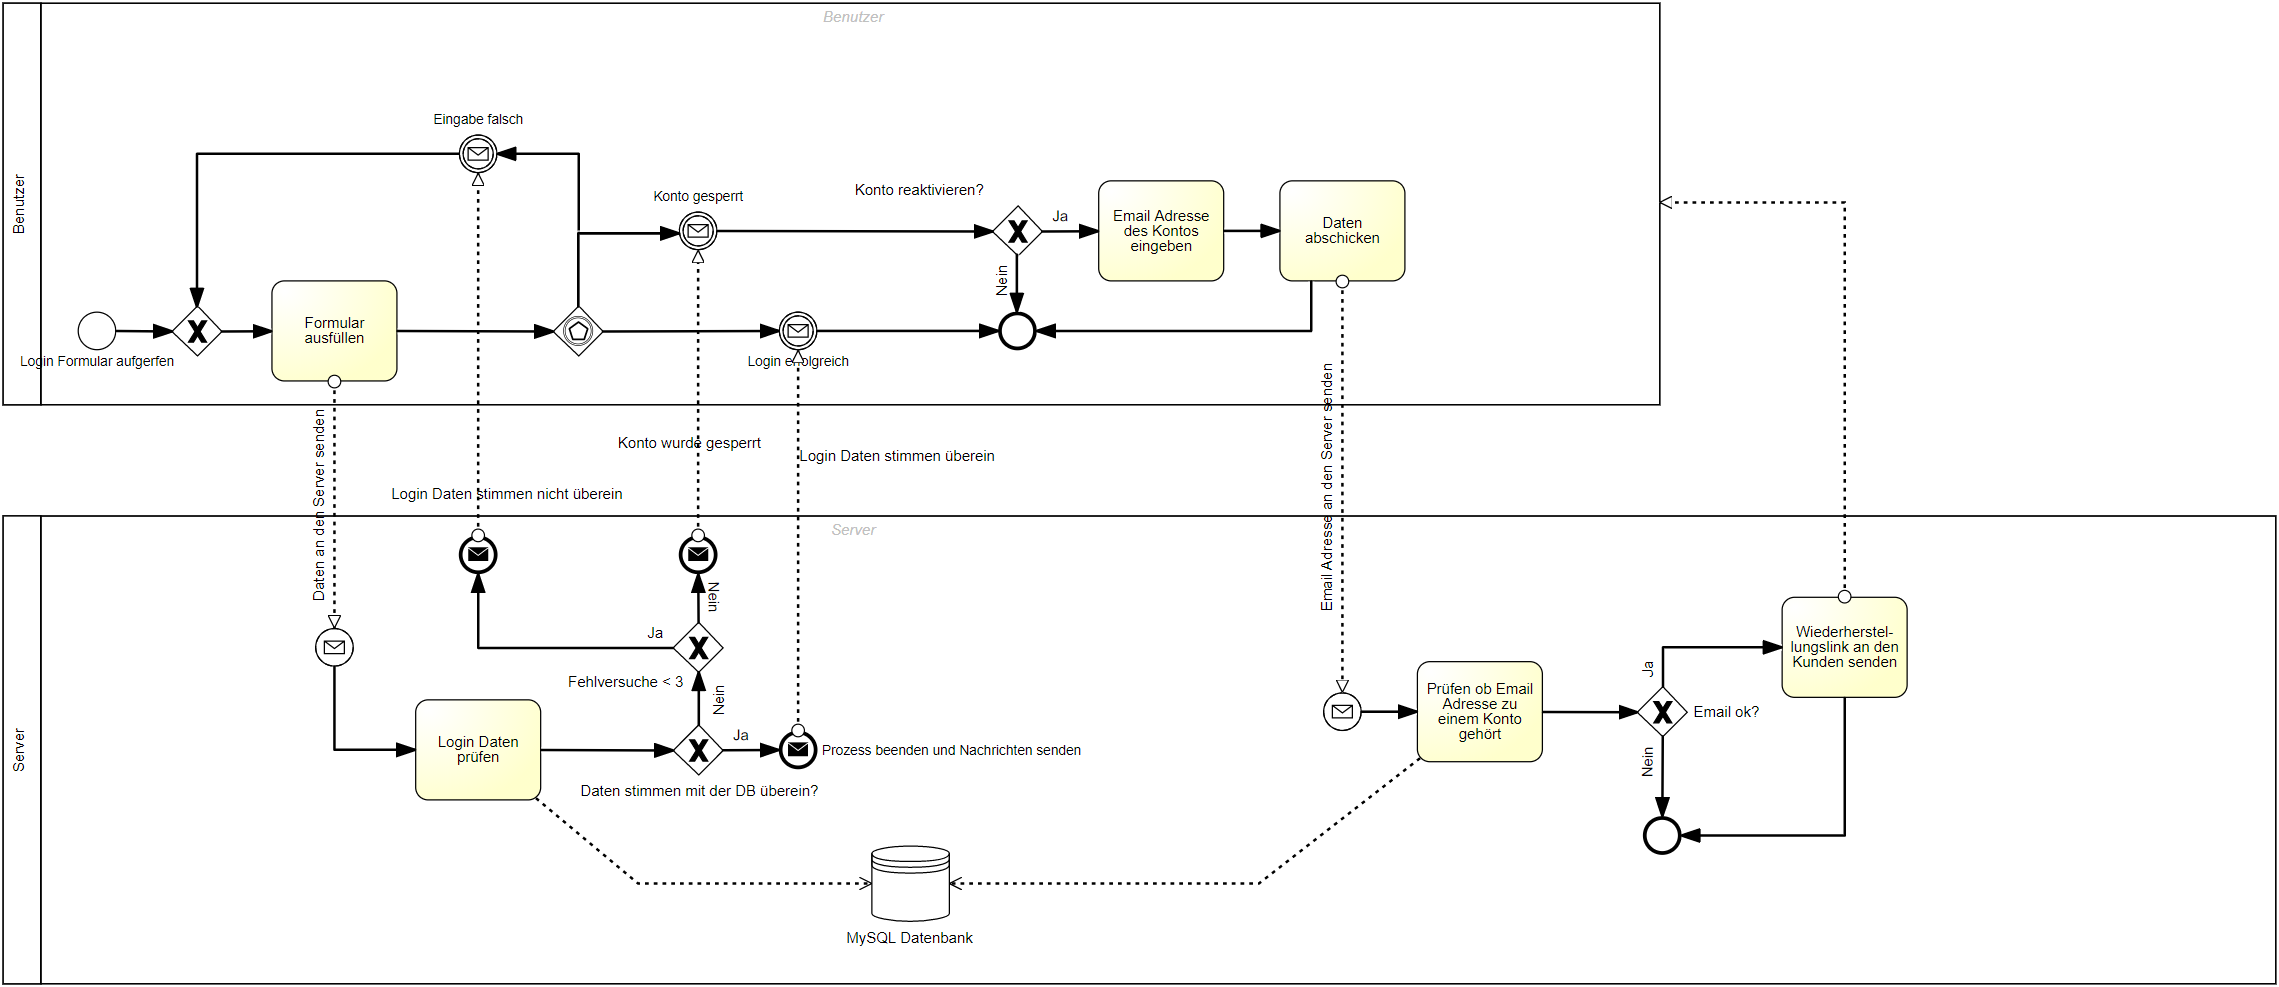 Benutzer
Benutzer
Eingabe falsch
Konto gesperrt
Konto reaktivieren?
Ja
Email Adresse
des Kontos
eingeben
Daten
abschicken
Nein
Formular
ausfüllen
Login Formular aufgerfen
Login erfolgreich
Daten an den Server senden
Konto wurde gesperrt
Login Daten stimmen überein
Login Daten stimmen nicht überein
Email Adresse an den Server senden
Server
Server
Nein
Ja
Fehlversuche < 3
Nein
Ja
Login Daten
prüfen
Prozess beenden und Nachrichten senden
Daten stimmen mit der DB überein?
Prüfen ob Email
Adresse zu
einem Konto
gehört
Ja
Email ok?
Nein
Wiederherstel-
lungslink an den
Kunden senden
MySQL Datenbank